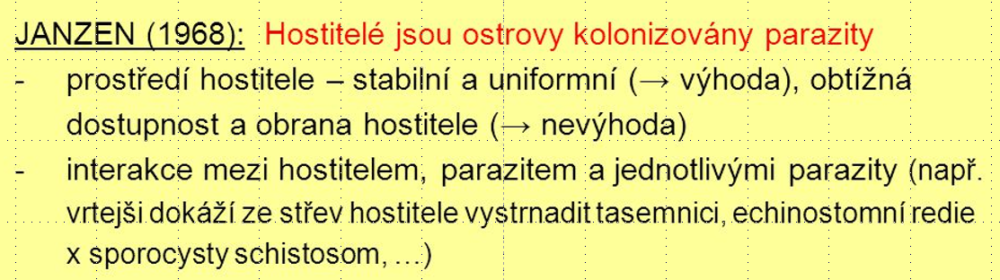 JANZEN (1968): Hostitelé jsou ostrovy kolonizovány parazity
- prostředí hostitele – stabilní a uniformní (→ výhoda), obtížná
dostupnost a obrana hostitele (→ nevýhoda)
- interakce mezi hostitelem, parazitem a jednotlivými parazity (např.
vrtejši dokáží ze střev hostitele vystrnadit tasemnici, echinostomní redie
x sporocysty schistosom, …)